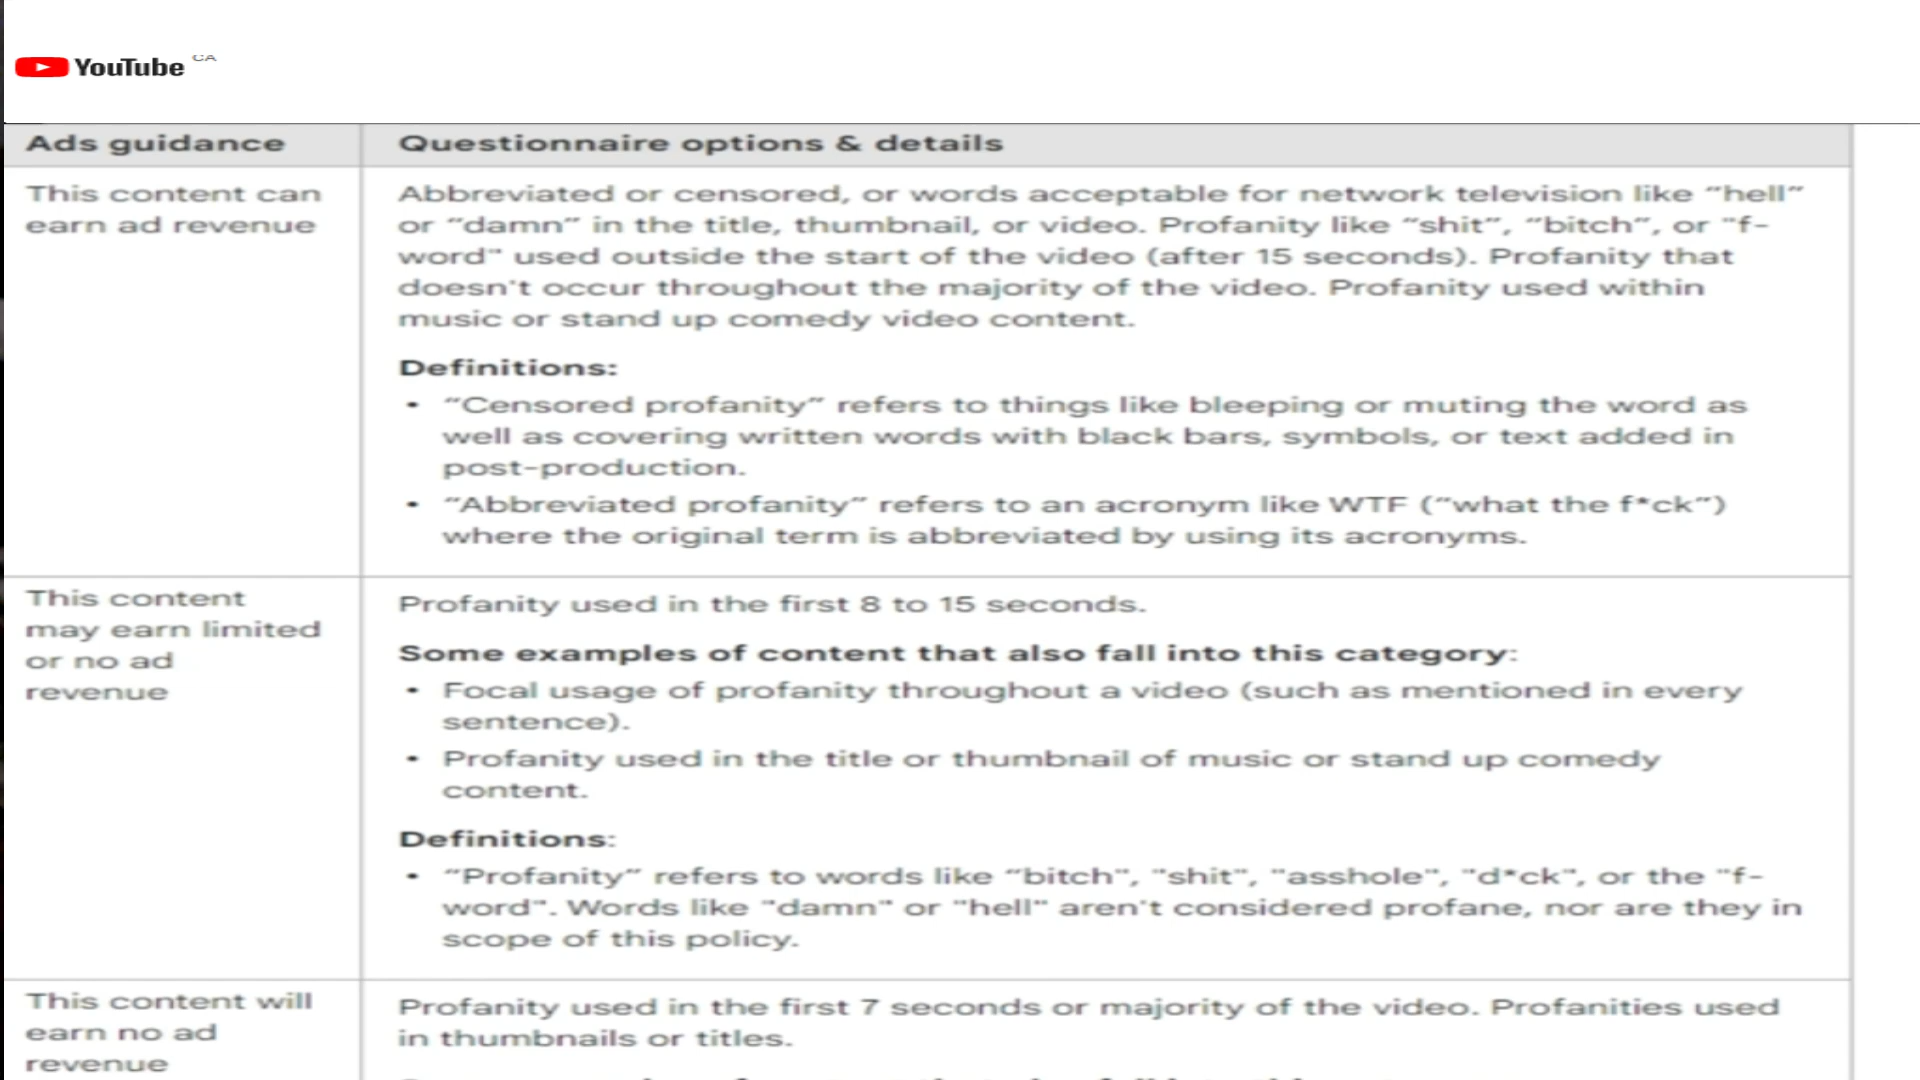 YouTube CA
Ads guidance
Questionnaire options & details
This content can
earn ad revenue
Abbreviated or censored, or words acceptable for network television like “hell”
or “damn” in the title, thumbnail, or video. Profanity like “shit”, “bitch”, or "f-
word" used outside the start of the video (after 15 seconds). Profanity that
doesn't occur throughout the majority of the video. Profanity used within
music or stand up comedy video content.
Definitions:
• “Censored profanity” refers to things like bleeping or muting the word as
well as covering written words with black bars, symbols, or text added in
post-production.
• “Abbreviated profanity” refers to an acronym like WTF (“what the f*ck”)
where the original term is abbreviated by using its acronyms.
This content
may earn limited
or no ad
revenue
Profanity used in the first 8 to 15 seconds.
Some examples of content that also fall into this category:
• Focal usage of profanity throughout a video (such as mentioned in every
sentence).
• Profanity used in the title or thumbnail of music or stand up comedy
content.
Definitions:
• “Profanity” refers to words like “bitch”, "shit", "asshole", "d*ck", or the "f-
word". Words like "damn" or "hell" aren't considered profane, nor are they in
scope of this policy.
This content will
earn no ad
revenue
Profanity used in the first 7 seconds or majority of the video. Profanities used
in thumbnails or titles.